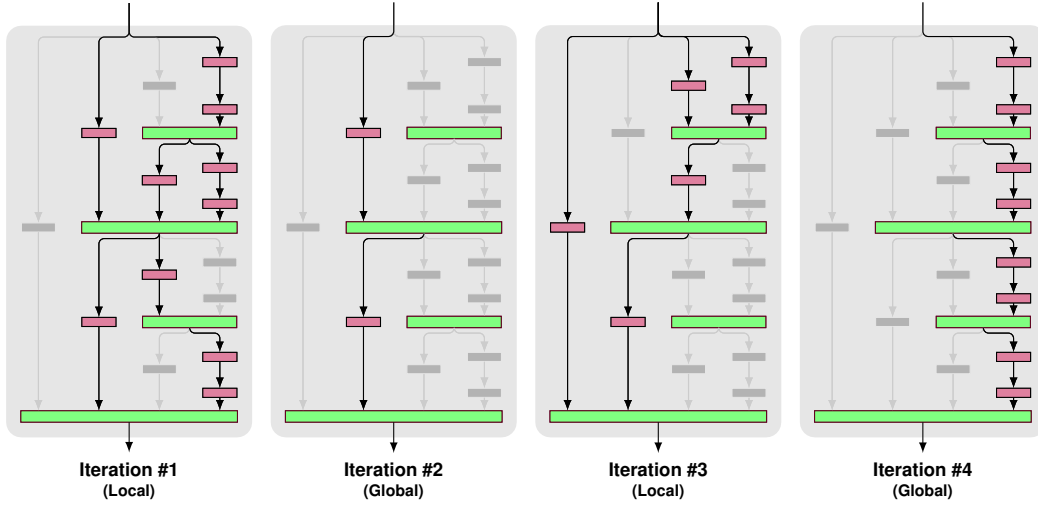 Iteration #1
(Local)
Iteration #2
(Global)
Iteration #3
(Local)
Iteration #4
(Global)